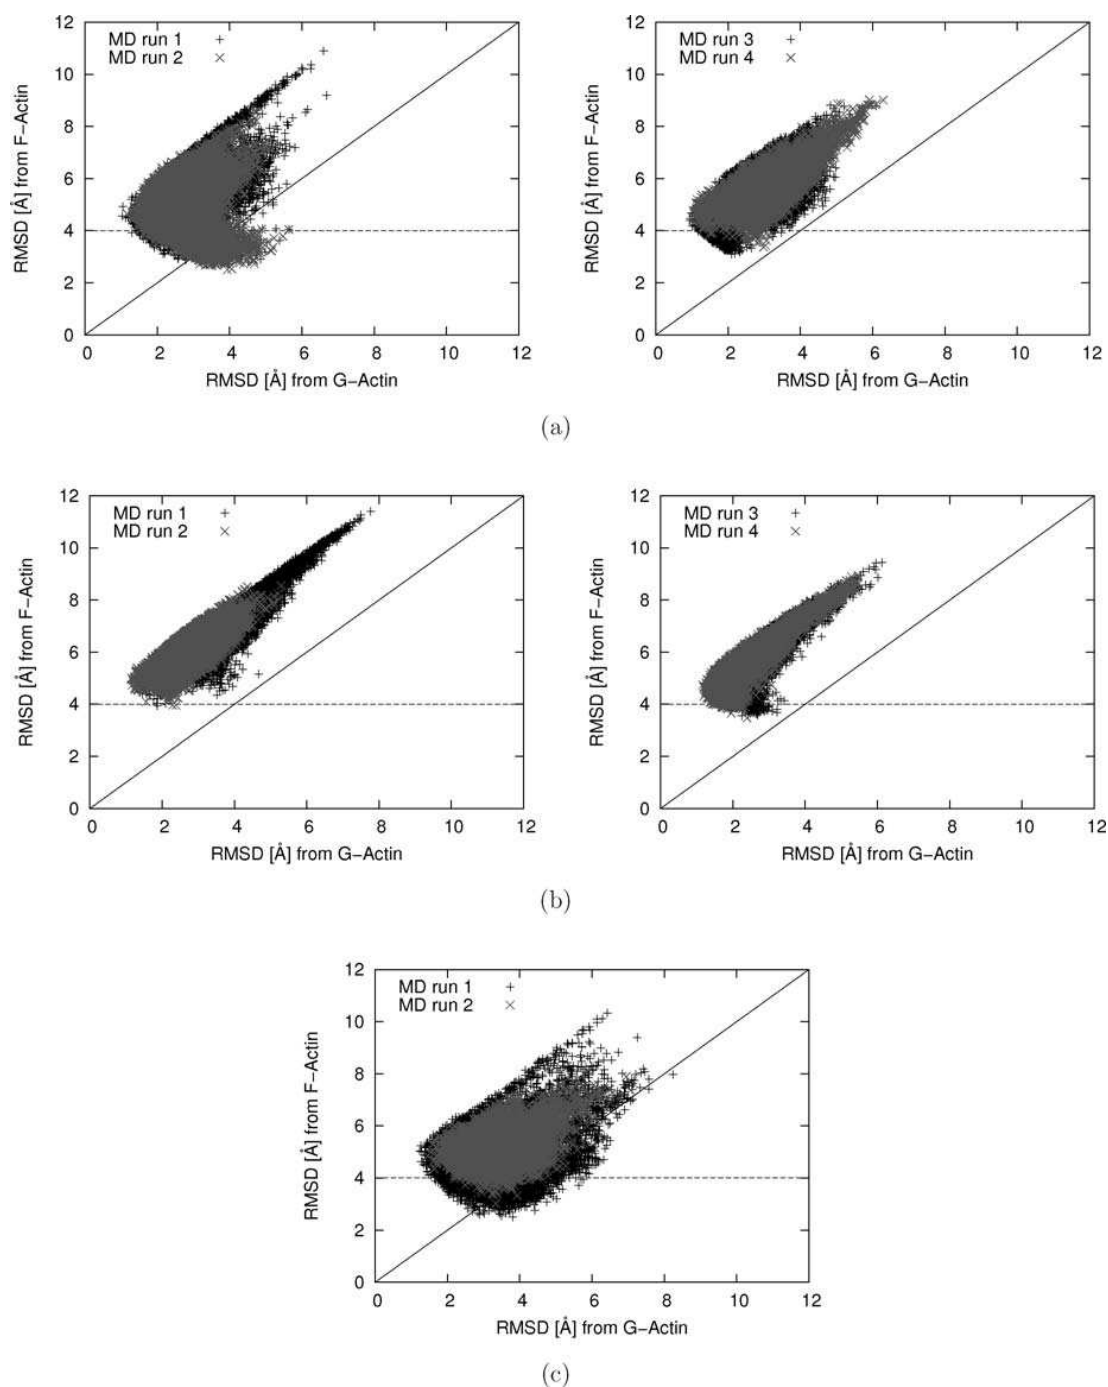 12
10
8
6
4
2
0
RMSD [Å] from F−Actin
MD run 1 +
MD run 2 ×
0 2 4 6 8 10 12
RMSD [Å] from G−Actin
12
10
8
6
4
2
0
RMSD [Å] from F−Actin
MD run 3 +
MD run 4 ×
0 2 4 6 8 10 12
RMSD [Å] from G−Actin
(a)
12
10
8
6
4
2
0
RMSD [Å] from F−Actin
MD run 1 +
MD run 2 ×
0 2 4 6 8 10 12
RMSD [Å] from G−Actin
12
10
8
6
4
2
0
RMSD [Å] from F−Actin
MD run 3 +
MD run 4 ×
0 2 4 6 8 10 12
RMSD [Å] from G−Actin
(b)
12
10
8
6
4
2
0
RMSD [Å] from F−Actin
MD run 1 +
MD run 2 ×
0 2 4 6 8 10 12
RMSD [Å] from G−Actin
(c)